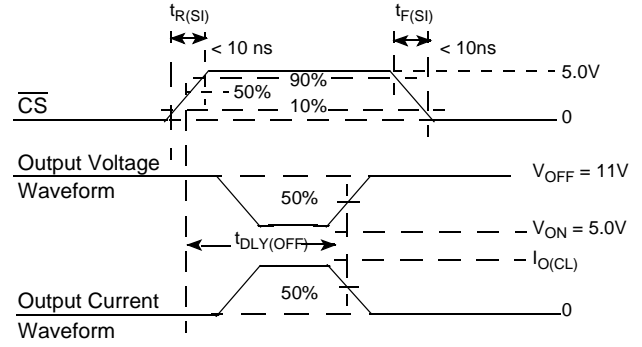 tR(SI)
tF(SI)
< 10 ns
< 10ns
90%
5.0V
50%
CS
10%
0
Output Voltage
Waveform
VOFF = 11V
50%
VON = 5.0V
tDLY(OFF)
IO(CL)
50%
Output Current
Waveform
0